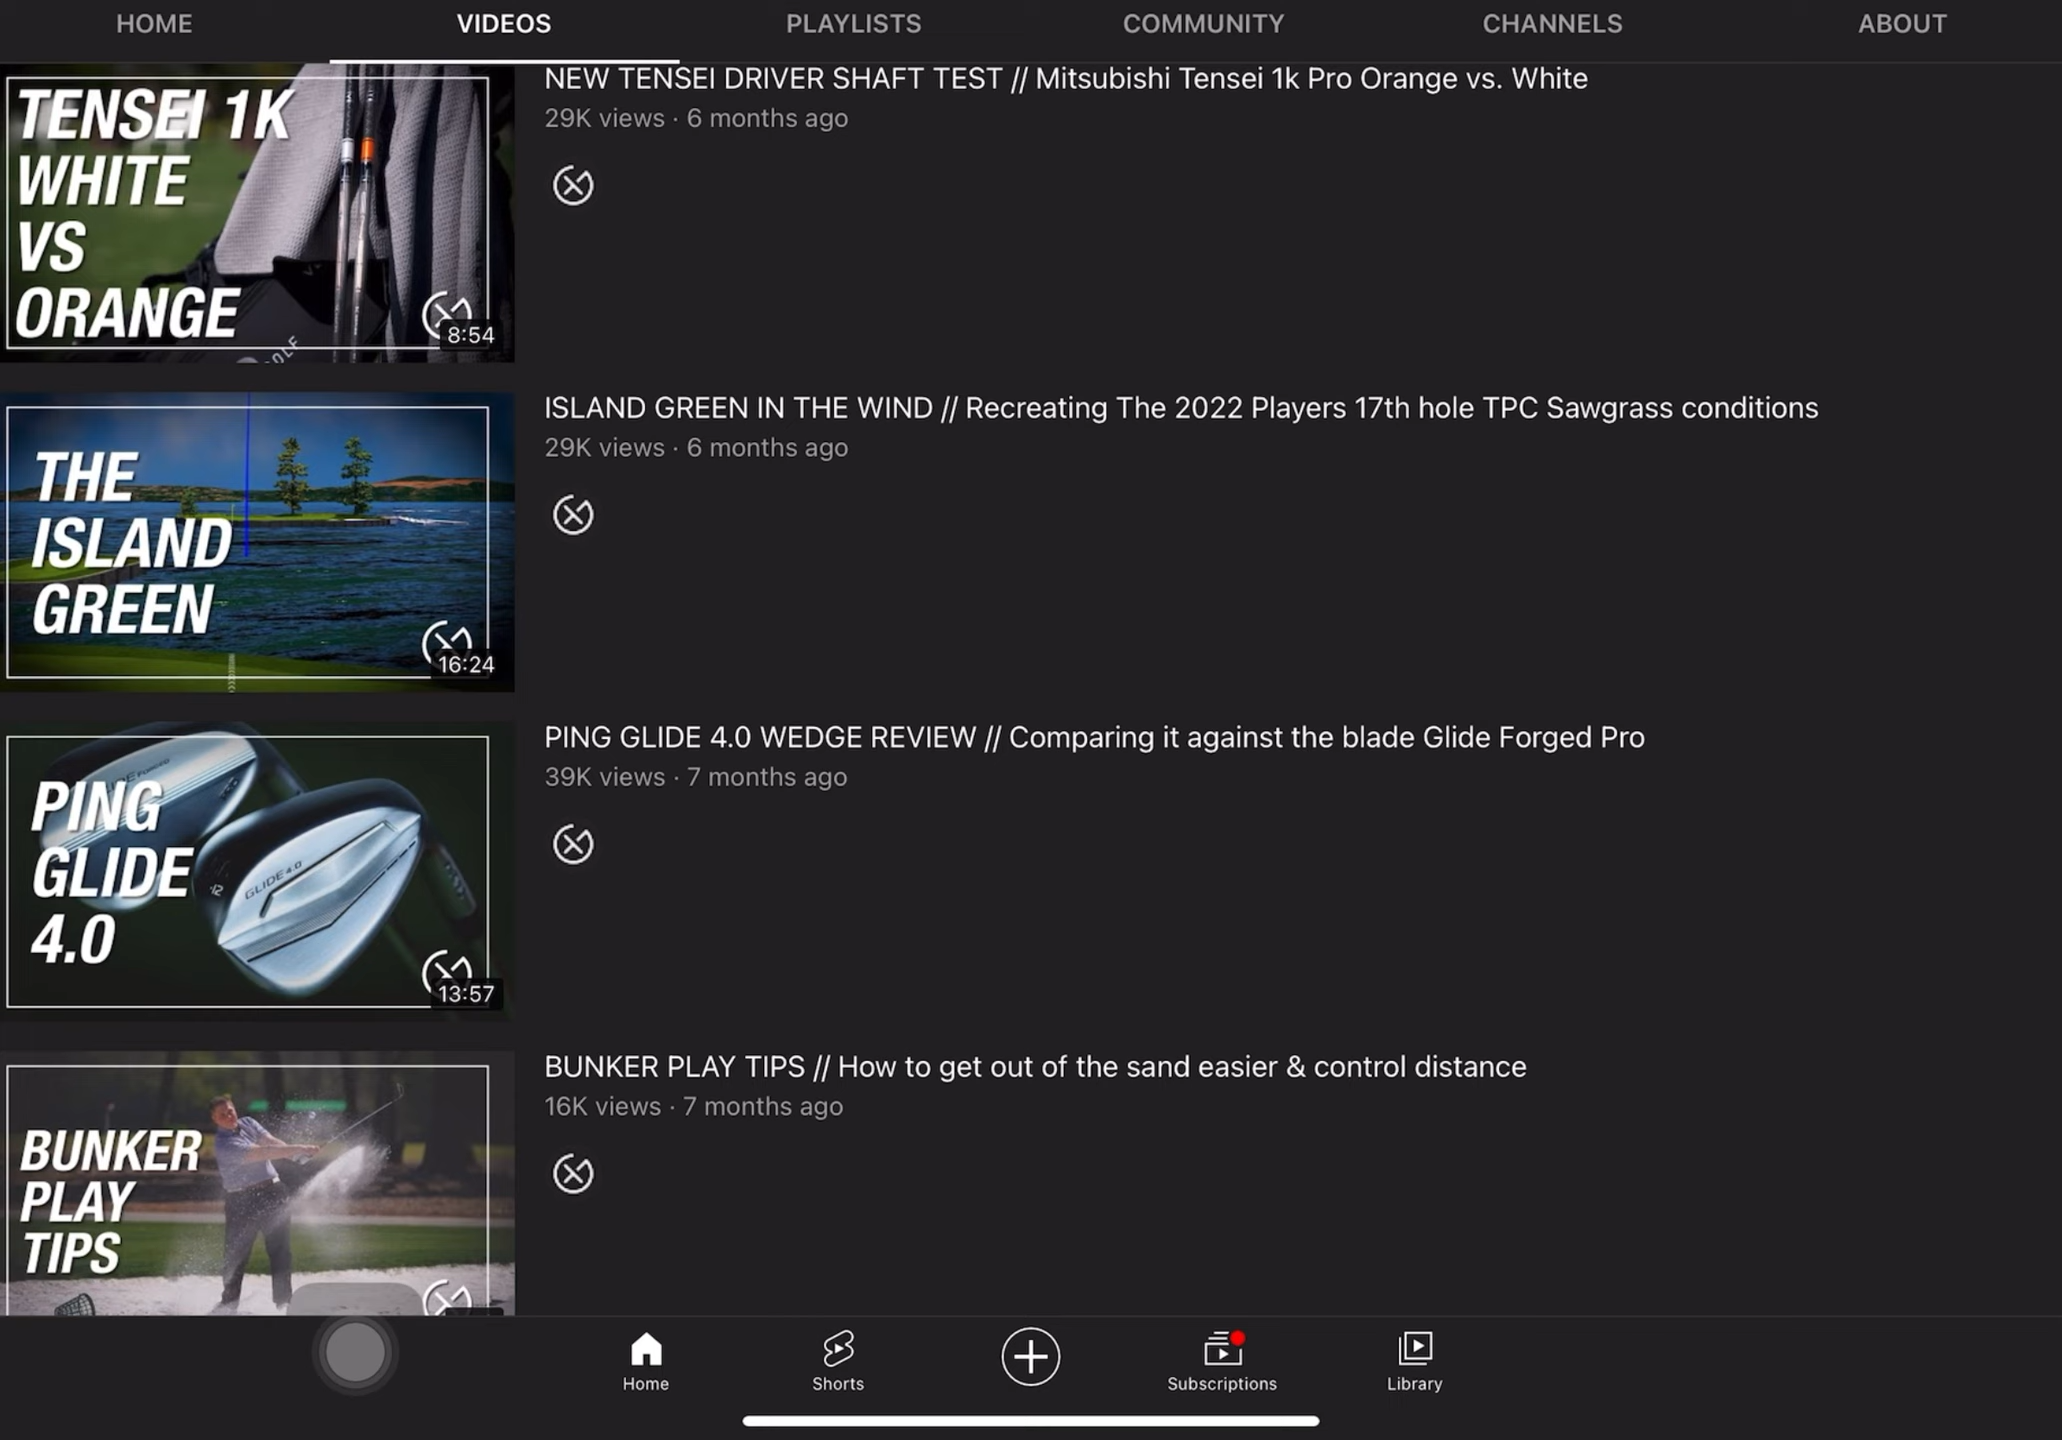 HOME VIDEOS PLAYLISTS COMMUNITY CHANNELS ABOUT
TENSEI 1K
WHITE
VS
ORANGE
8:54
NEW TENSEI DRIVER SHAFT TEST // Mitsubishi Tensei 1k Pro Orange vs. White
29K views · 6 months ago
THE
ISLAND
GREEN
16:24
ISLAND GREEN IN THE WIND // Recreating The 2022 Players 17th hole TPC Sawgrass conditions
29K views · 6 months ago
PING
GLIDE
4.0
GLIDE 4.0
13:57
PING GLIDE 4.0 WEDGE REVIEW // Comparing it against the blade Glide Forged Pro
39K views · 7 months ago
BUNKER
PLAY
TIPS
BUNKER PLAY TIPS // How to get out of the sand easier & control distance
16K views · 7 months ago
Home Shorts Subscriptions Library